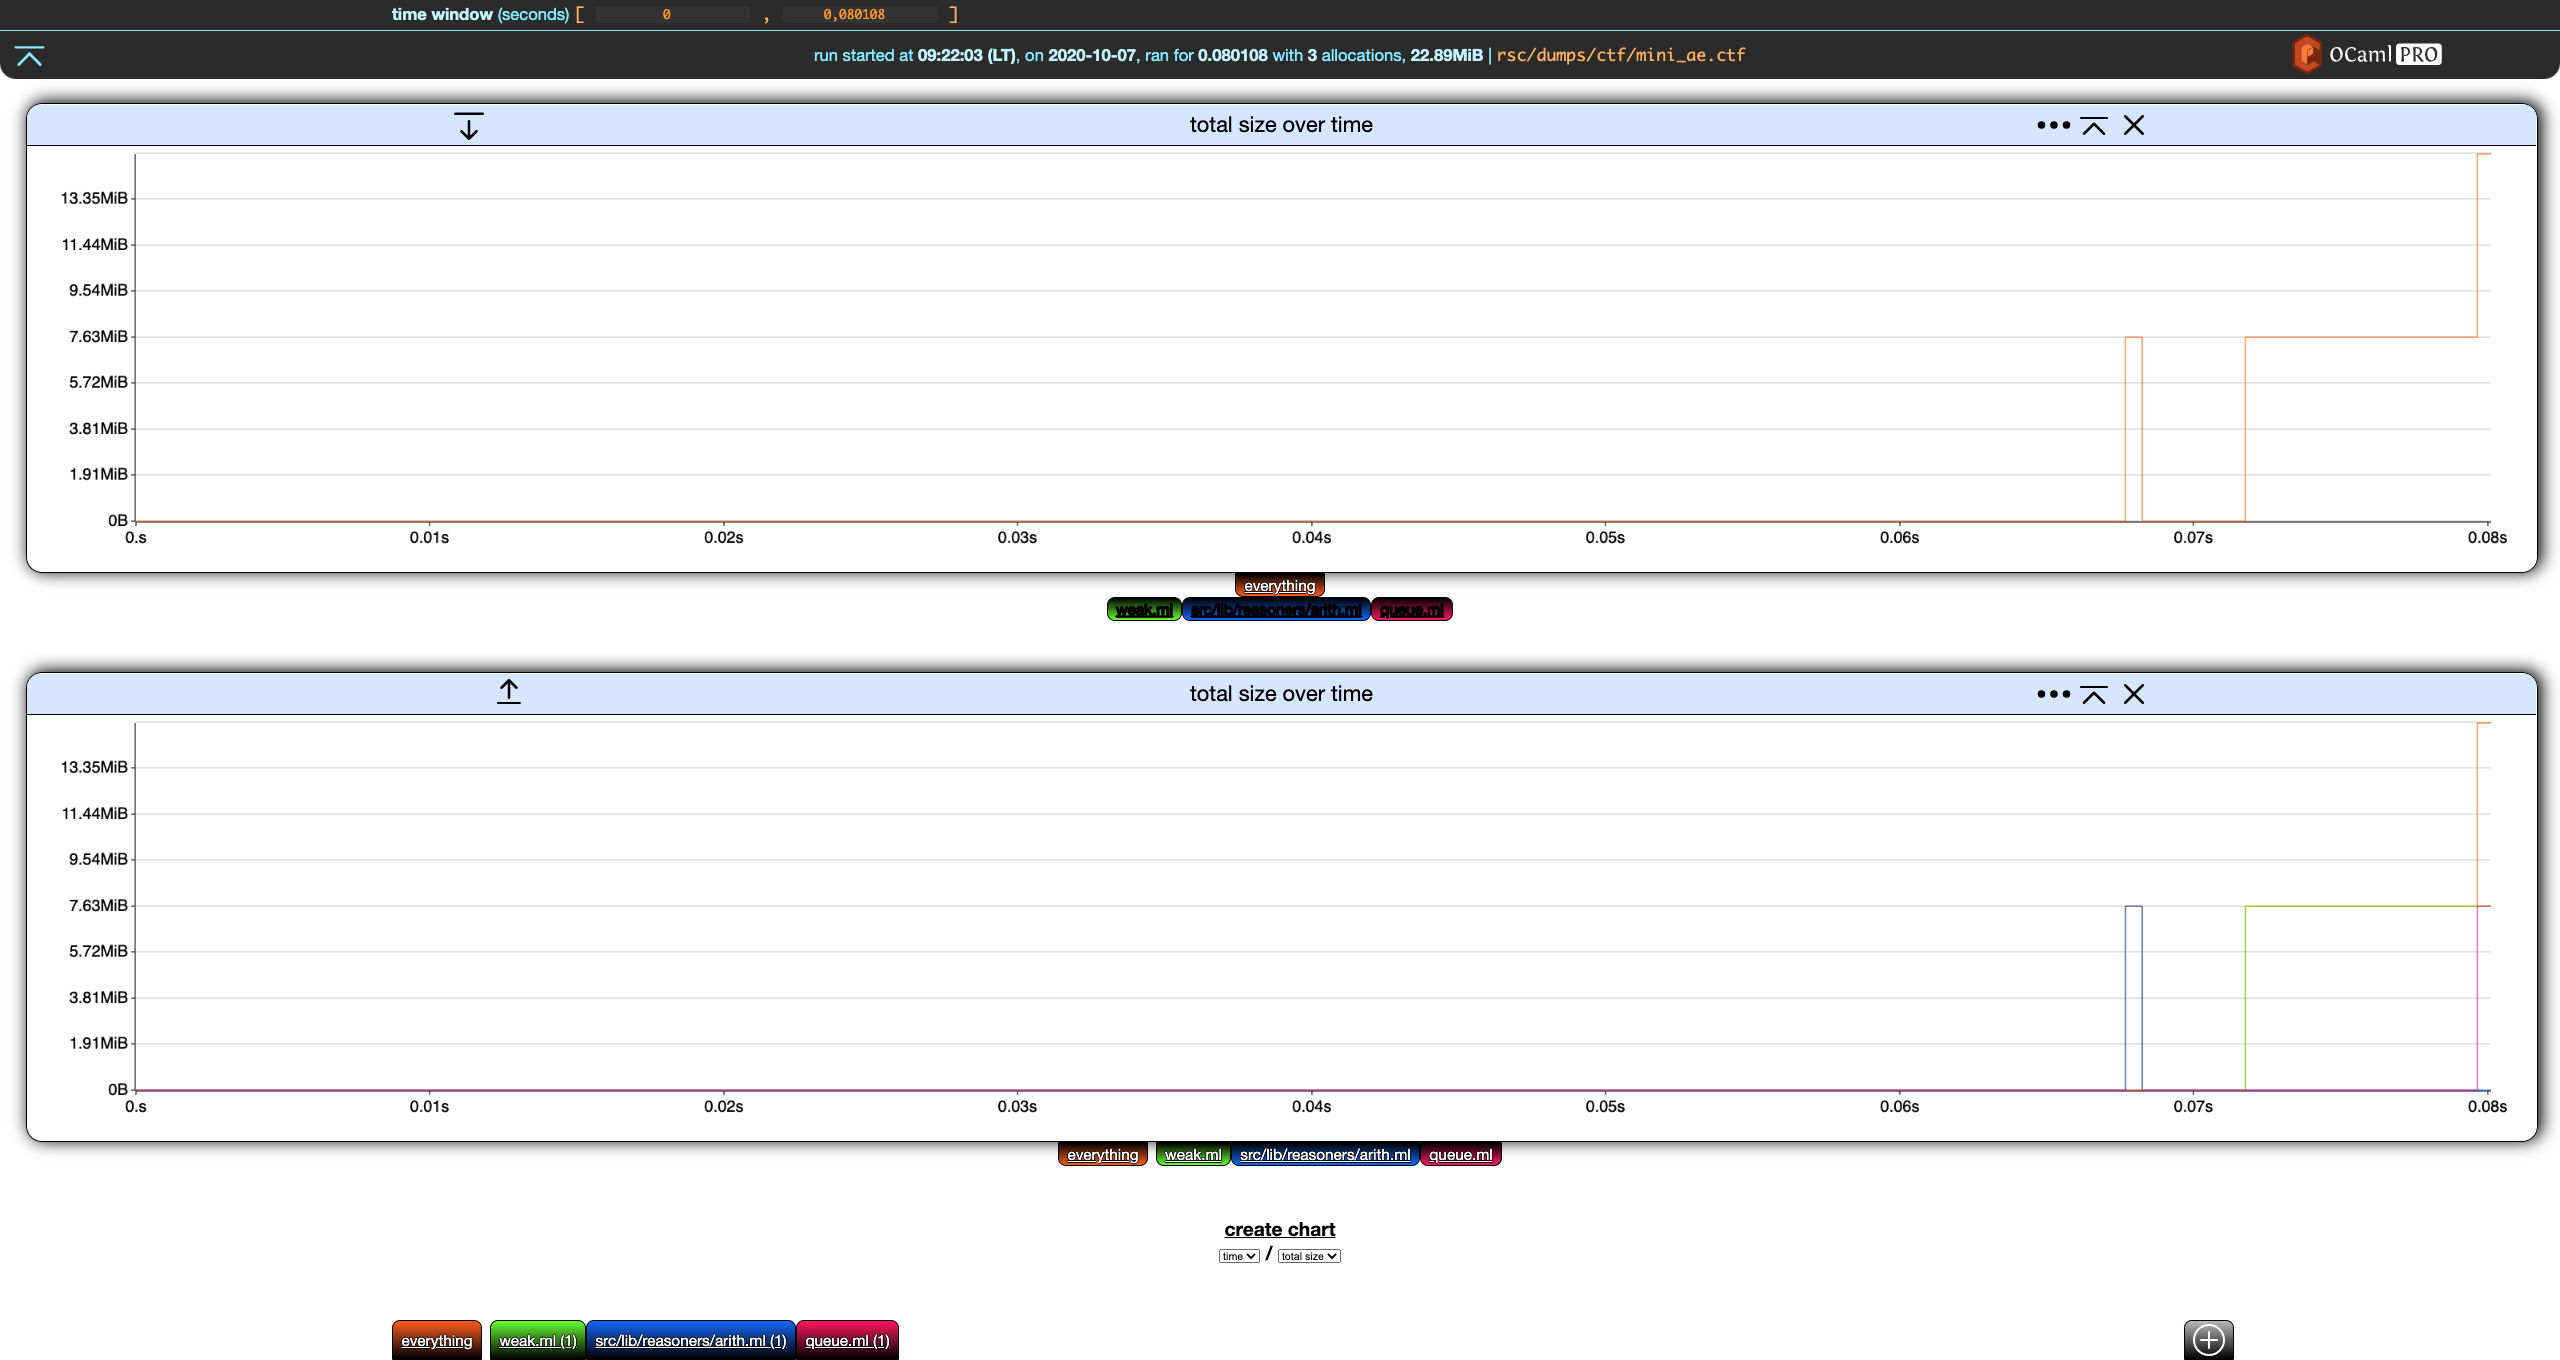 time window (seconds) [ 0 , 0,080108 ]
run started at 09:22:03 (LT), on 2020-10-07, ran for 0.080108 with 3 allocations, 22.89MiB | rsc/dumps/ctf/mini_ae.ctf
OCaml PRO
total size over time
13.35MiB
11.44MiB
9.54MiB
7.63MiB
5.72MiB
3.81MiB
1.91MiB
0B
0.s 0.01s 0.02s 0.03s 0.04s 0.05s 0.06s 0.07s 0.08s
everything
weak.ml src/lib/reasoners/arith.ml queue.ml
total size over time
13.35MiB
11.44MiB
9.54MiB
7.63MiB
5.72MiB
3.81MiB
1.91MiB
0B
0.s 0.01s 0.02s 0.03s 0.04s 0.05s 0.06s 0.07s 0.08s
everything weak.ml src/lib/reasoners/arith.ml queue.ml
create chart
time / total size
everything weak.ml (1) src/lib/reasoners/arith.ml (1) queue.ml (1)